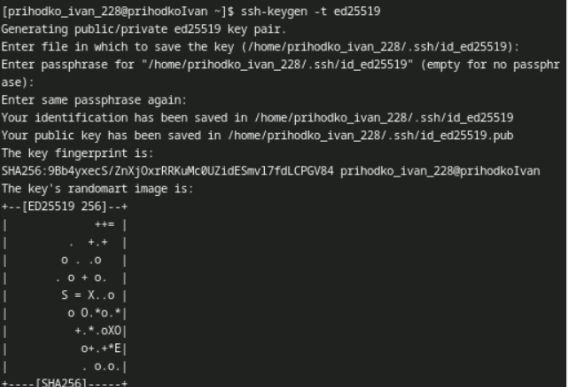 [prihodko_ivan_228@prihodkoIvan ~]$ ssh-keygen -t ed25519
Generating public/private ed25519 key pair.
Enter file in which to save the key (/home/prihodko_ivan_228/.ssh/id_ed25519):
Enter passphrase for "/home/prihodko_ivan_228/.ssh/id_ed25519" (empty for no passphr
ase):
Enter same passphrase again:
Your identification has been saved in /home/prihodko_ivan_228/.ssh/id_ed25519
Your public key has been saved in /home/prihodko_ivan_228/.ssh/id_ed25519.pub
The key fingerprint is:
SHA256:9Bb4yxecS/ZnXjOxrRRKuMc0UZidESmvl7fdLCPGV84 prihodko_ivan_228@prihodkoIvan
The key's randomart image is:
+--[ED25519 256]--+
|             ++= |
|         .  +.+  |
|        o . .o   |
|       . o + o.  |
|        S = X..o |
|         o O.*o.*|
|          +.*.oXO|
|           o+.+*E|
|           . o.o.|
+----[SHA256]-----+